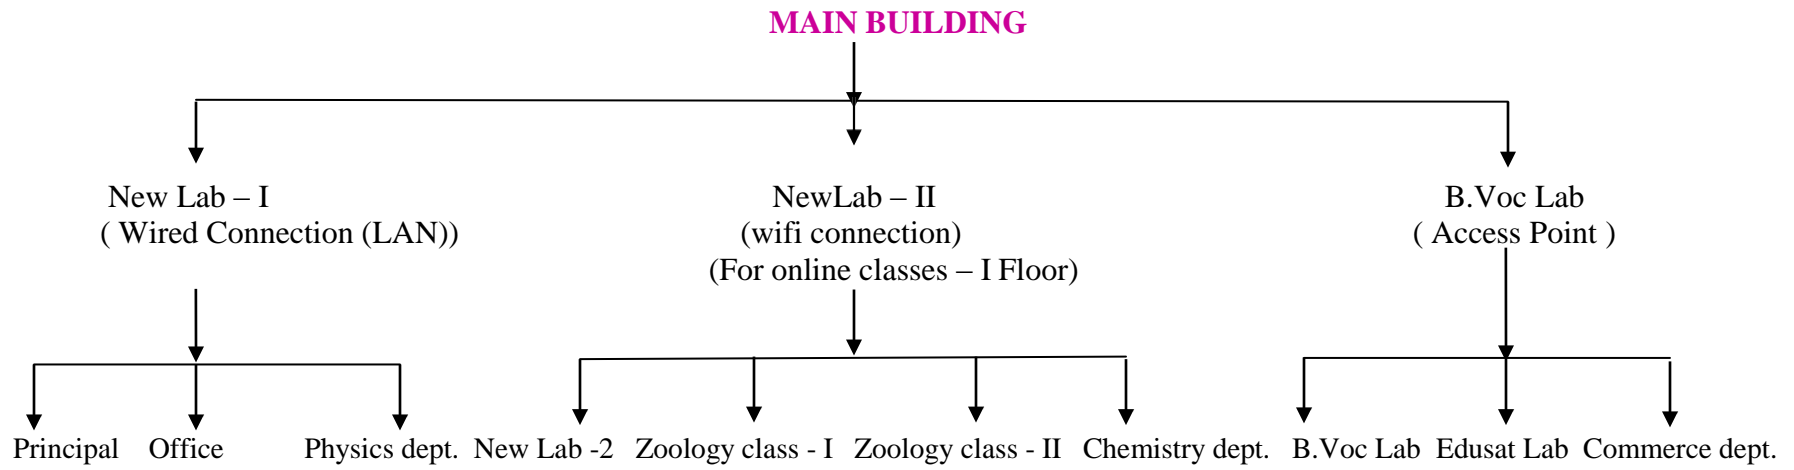 MAIN BUILDING
New Lab – I
( Wired Connection (LAN))
NewLab – II
(wifi connection)
(For online classes – I Floor)
B.Voc Lab
( Access Point )
Principal Office Physics dept. New Lab -2 Zoology class - I Zoology class - II Chemistry dept. B.Voc Lab Edusat Lab Commerce dept.